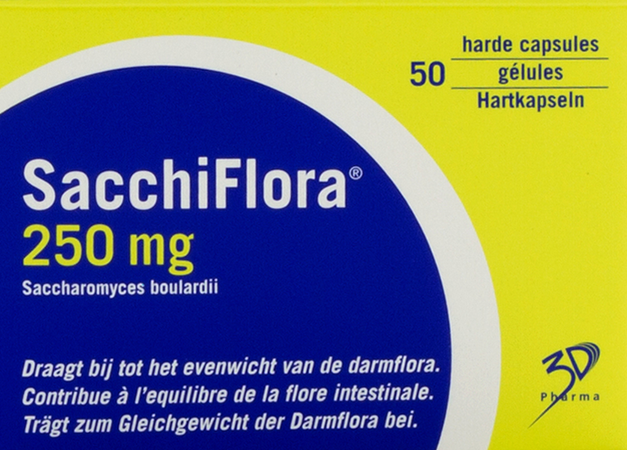 harde capsules
50 gélules
Hartkapseln
SacchiFlora®
250 mg
Saccharomyces boulardii
Draagt bij tot het evenwicht van de darmflora.
Contribue à l'equilibre de la flore intestinale.
Trägt zum Gleichgewicht der Darmflora bei.
3D
Pharma